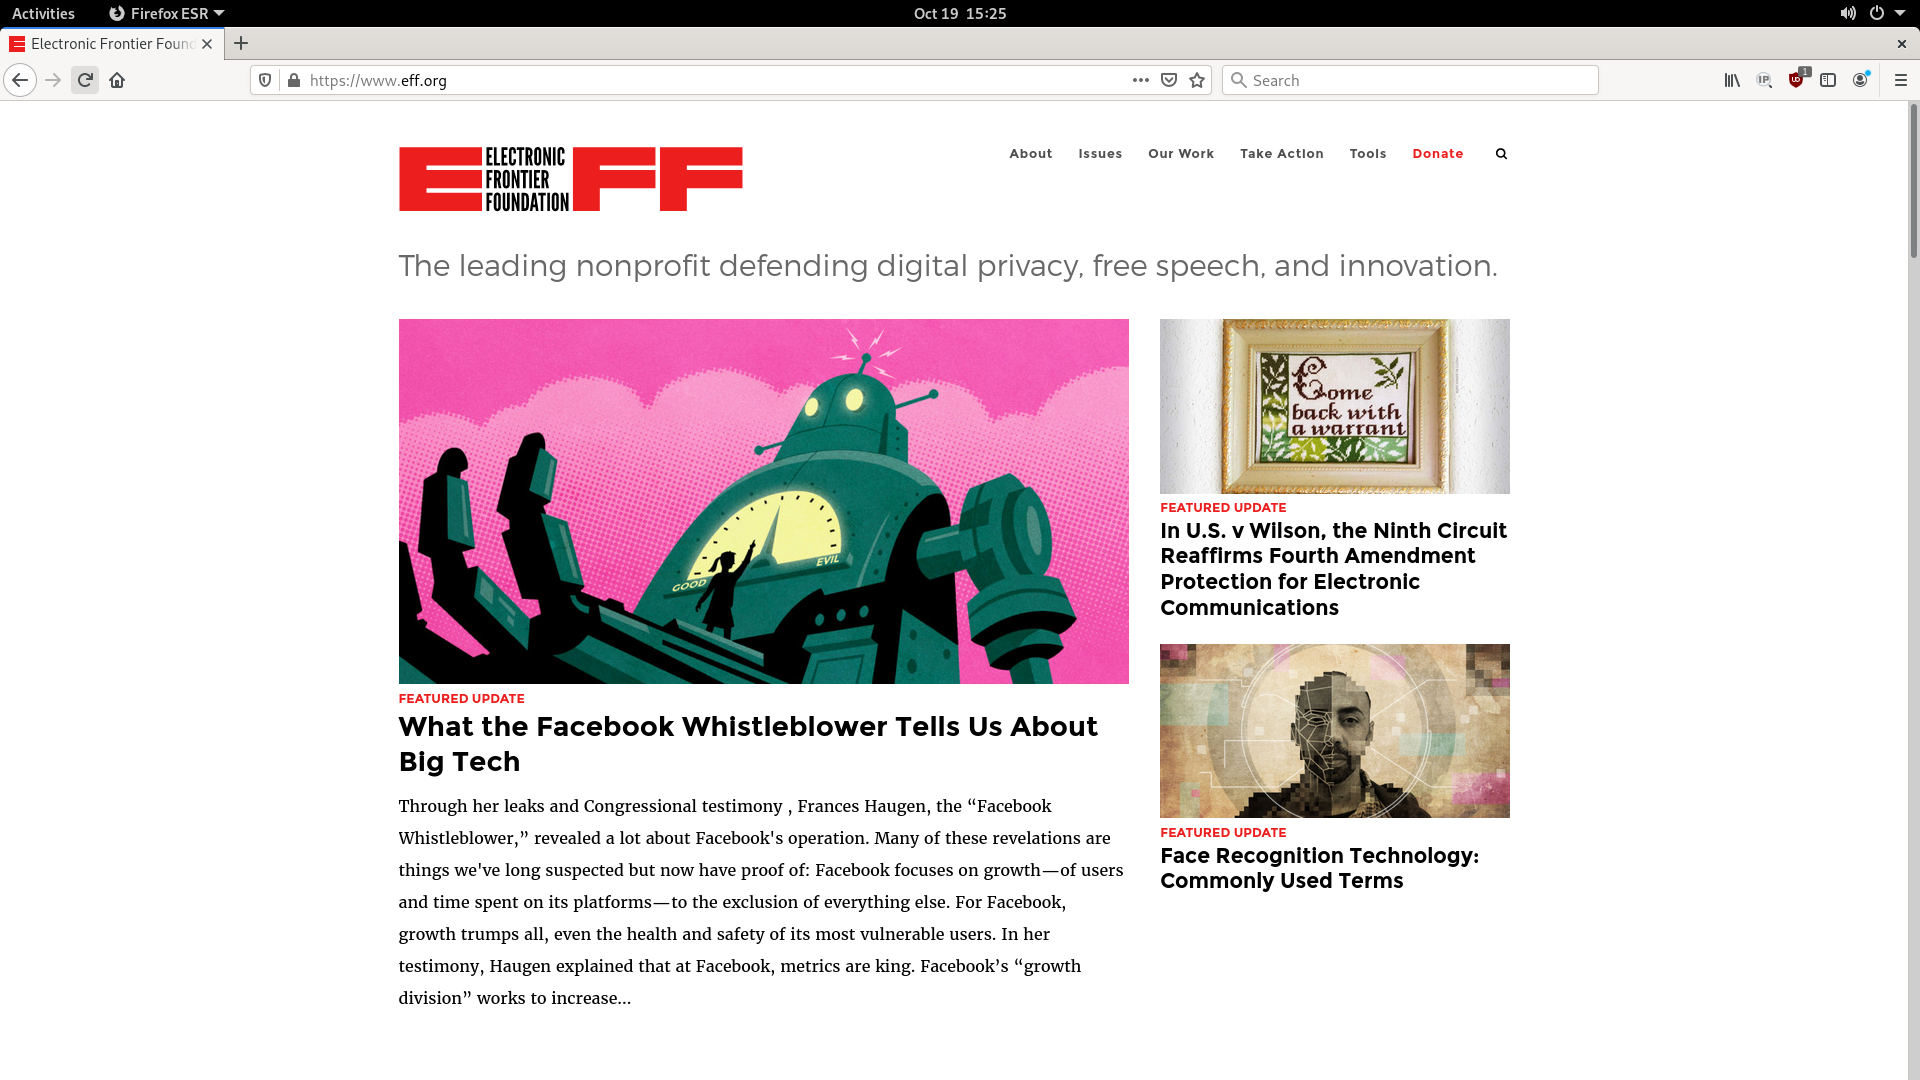 Activities
Firefox ESR
Oct 19 15:25
Electronic Frontier Foun
https://www.eff.org
Search
IP
1
ELECTRONIC
FRONTIER
FOUNDATION
EFF
About
Issues
Our Work
Take Action
Tools
Donate
The leading nonprofit defending digital privacy, free speech, and innovation.
GOOD
EVIL
FEATURED UPDATE
What the Facebook Whistleblower Tells Us About
Big Tech
Through her leaks and Congressional testimony , Frances Haugen, the “Facebook
Whistleblower,” revealed a lot about Facebook's operation. Many of these revelations are
things we've long suspected but now have proof of: Facebook focuses on growth—of users
and time spent on its platforms—to the exclusion of everything else. For Facebook,
growth trumps all, even the health and safety of its most vulnerable users. In her
testimony, Haugen explained that at Facebook, metrics are king. Facebook’s “growth
division” works to increase...
Come
back with
a warrant
FEATURED UPDATE
In U.S. v Wilson, the Ninth Circuit
Reaffirms Fourth Amendment
Protection for Electronic
Communications
FEATURED UPDATE
Face Recognition Technology:
Commonly Used Terms